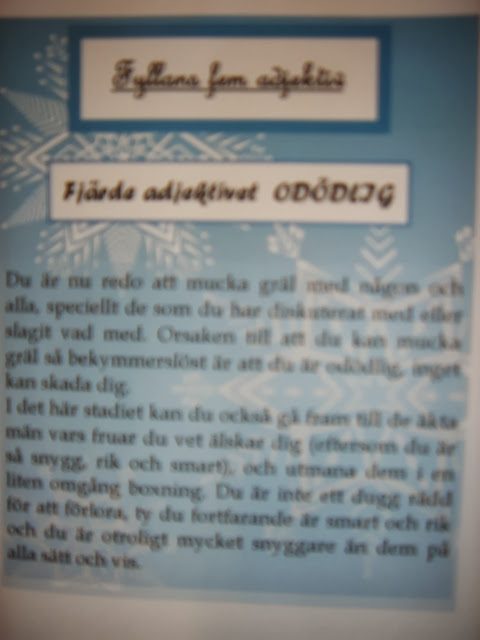 Fyllans fem adjektiv
Fjärde adjektivet ODÖDLIG
Du är nu redo att mucka gräl med någon och
alla, speciellt de som du har diskuterat med eller
slagit vad med. Orsaken till att du kan mucka
gräl så bekymmerslöst är att du är odödlig, inget
kan skada dig.
I det här stadiet kan du också gå fram till de äkta
män vars fruar du vet älskar dig (eftersom du är
så snygg, rik och smart), och utmana dem i en
liten omgång boxning. Du är inte ett dugg rädd
för att förlora, ty du fortfarande är smart och rik
och du är otroligt mycket snyggare än dem på
alla sätt och vis.